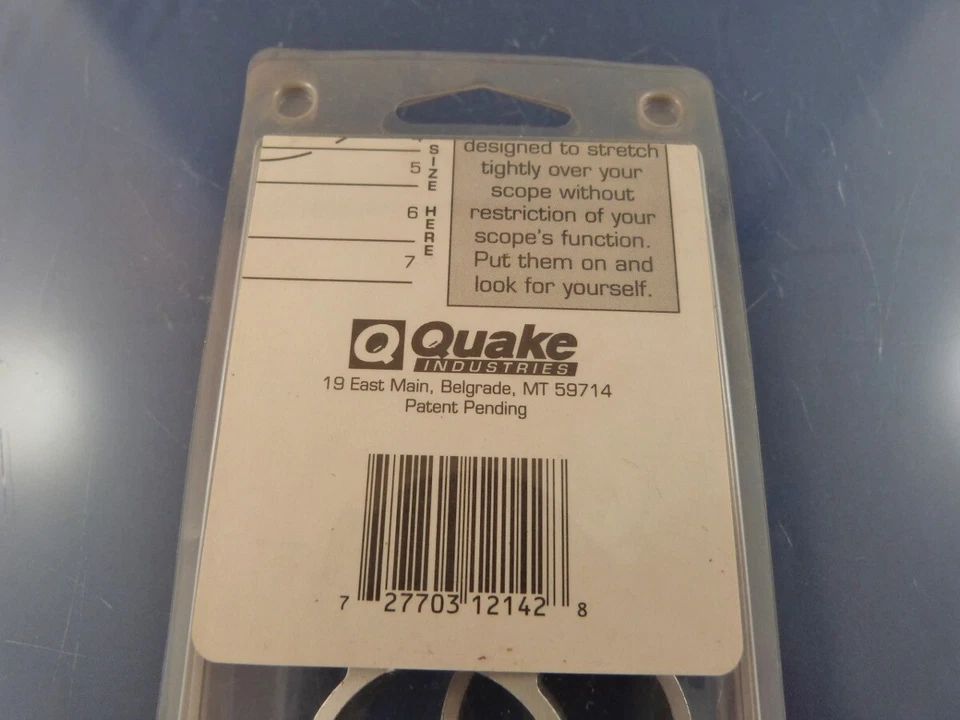 5
6
7
SIZE
HERE
designed to stretch
tightly over your
scope without
restriction of your
scope's function.
Put them on and
look for yourself.
Q Quake
INDUSTRIES
19 East Main, Belgrade, MT 59714
Patent Pending
7 27703 12142 8